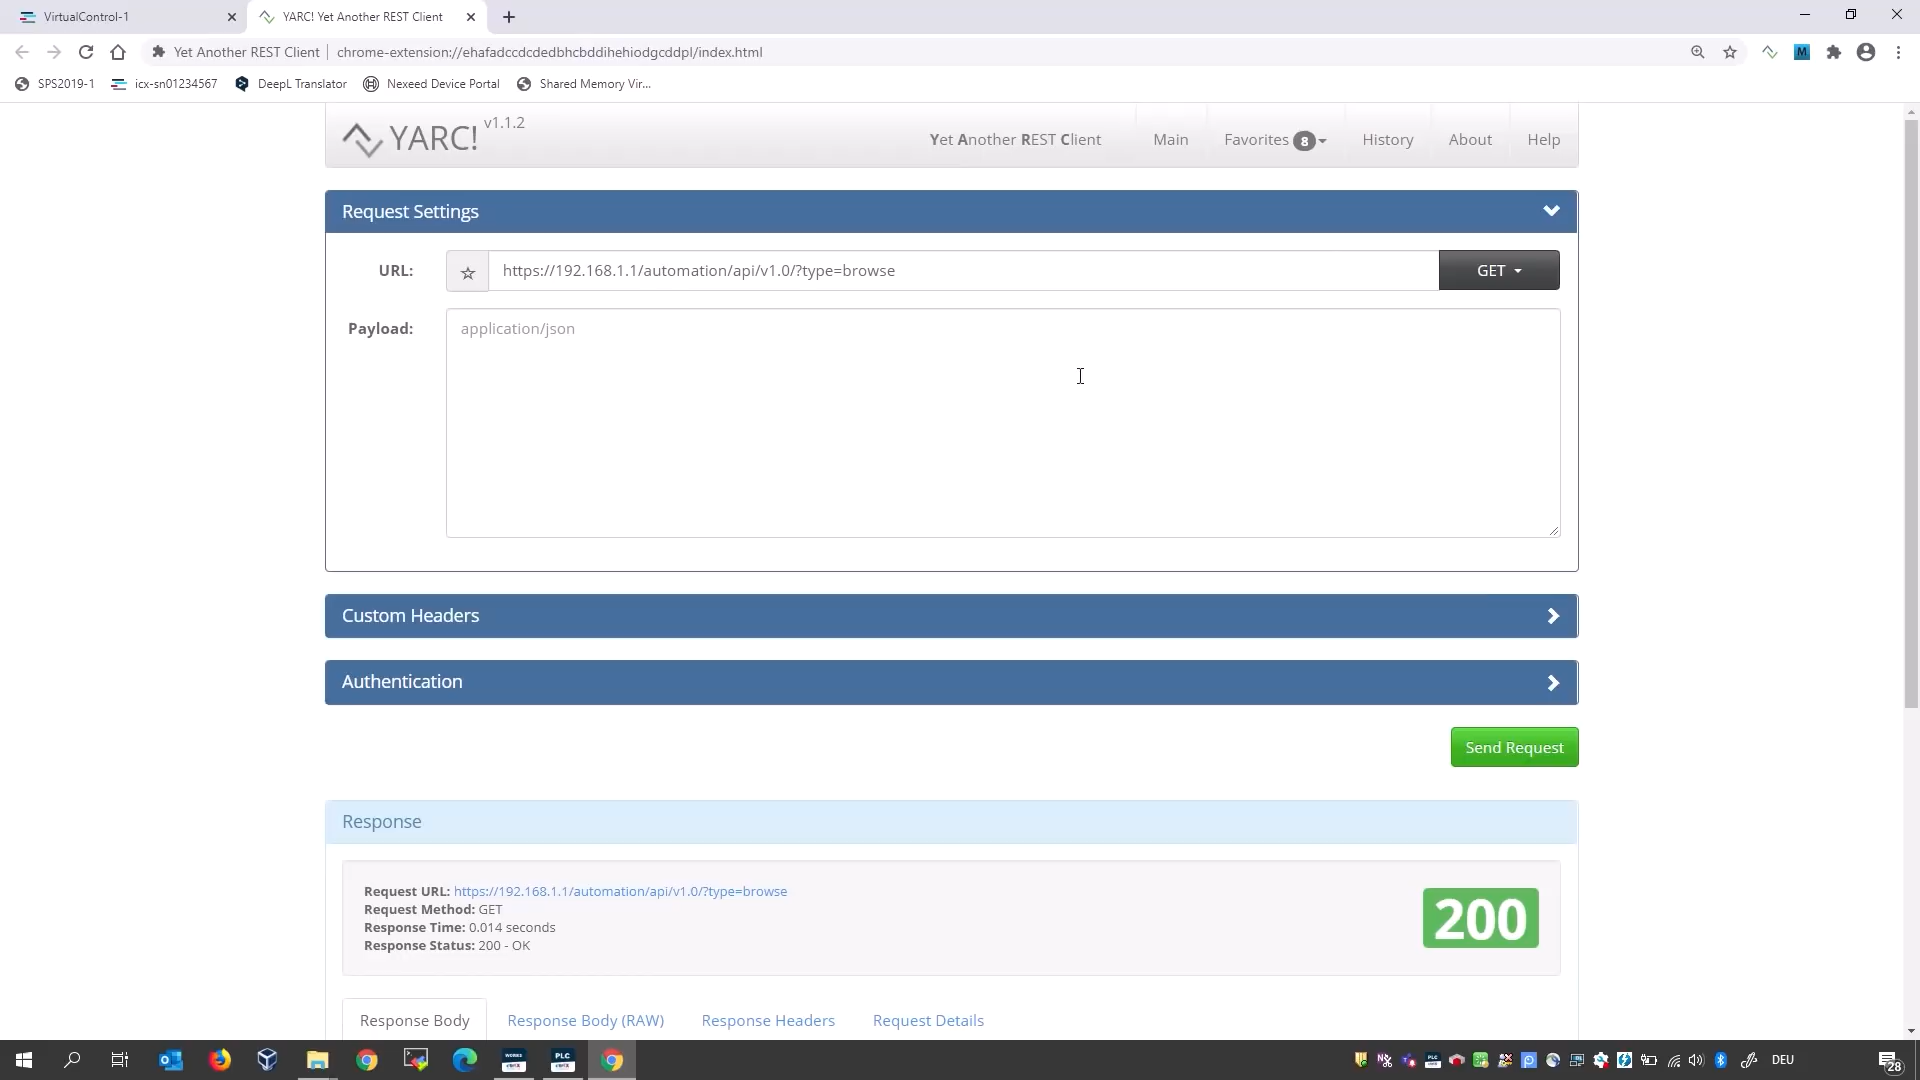 VirtualControl-1
YARC! Yet Another REST Client
Yet Another REST Client
chrome-extension://ehafadccdcdedbhcbddihehiodgcddpl/index.html
SPS2019-1
icx-sn01234567
DeepL Translator
Nexeed Device Portal
Shared Memory Vir...
YARC! v1.1.2
Yet Another REST Client
Main
Favorites 8
History
About
Help
Request Settings
URL:
https://192.168.1.1/automation/api/v1.0/?type=browse
GET
Payload:
application/json
Custom Headers
Authentication
Send Request
Response
Request URL: https://192.168.1.1/automation/api/v1.0/?type=browse
Request Method: GET
Response Time: 0.014 seconds
Response Status: 200 - OK
200
Response Body
Response Body (RAW)
Response Headers
Request Details
WORKS
PLC
DEU
28